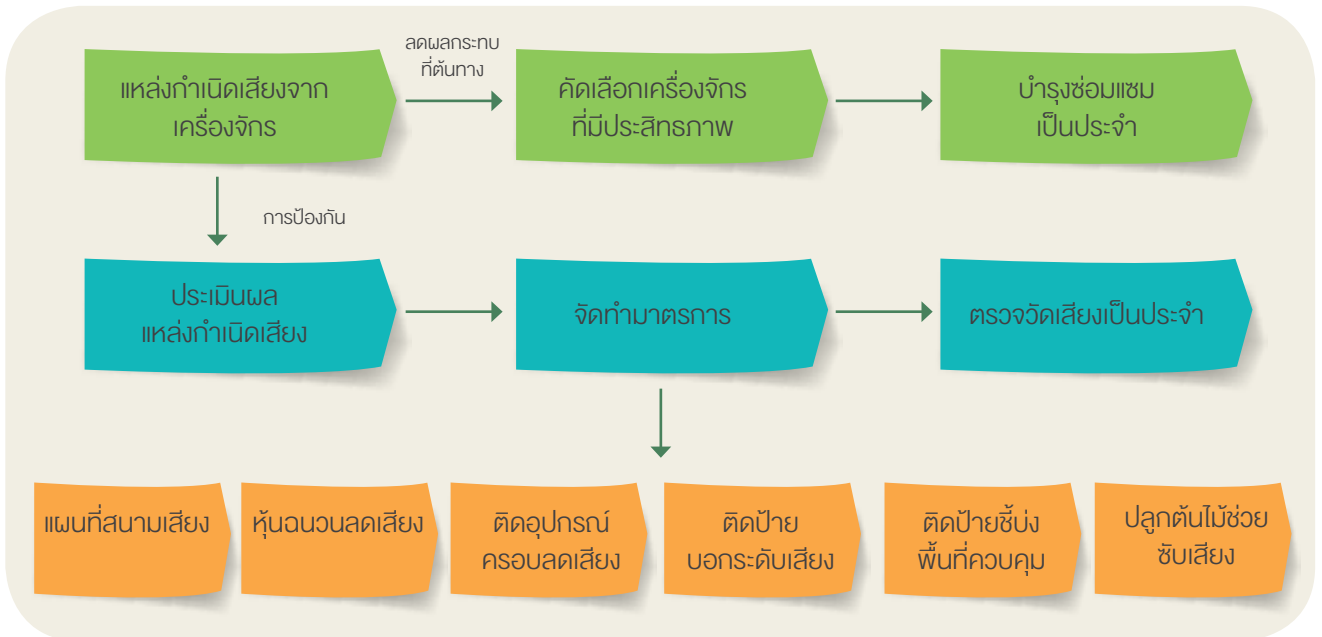 แหล่งกำเนิดเสียงจาก
เครื่องจักร
ลดผลกระทบ
ที่ต้นทาง
คัดเลือกเครื่องจักร
ที่มีประสิทธภาพ
บำรุงซ่อมแซม
เป็นประจำ
การป้องกัน
ประเมินผล
แหล่งกำเนิดเสียง
จัดทำมาตรการ
ตรวจวัดเสียงเป็นประจำ
แผนที่สนามเสียง
หุ้นฉนวนลดเสียง
ติดอุปกรณ์
ครอบลดเสียง
ติดป้าย
บอกระดับเสียง
ติดป้ายชี้บ่ง
พื้นที่ควบคุม
ปลูกต้นไม้ช่วย
ซับเสียง